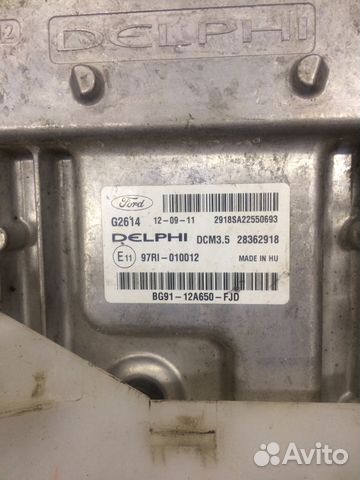 2
DELPHI
Ford
G2614 12-09-11 2918SA22550693
DELPHI DCM3.5 28362918
E11 97RI-010012 MADE IN HU
BG91-12A650-FJD
Avito